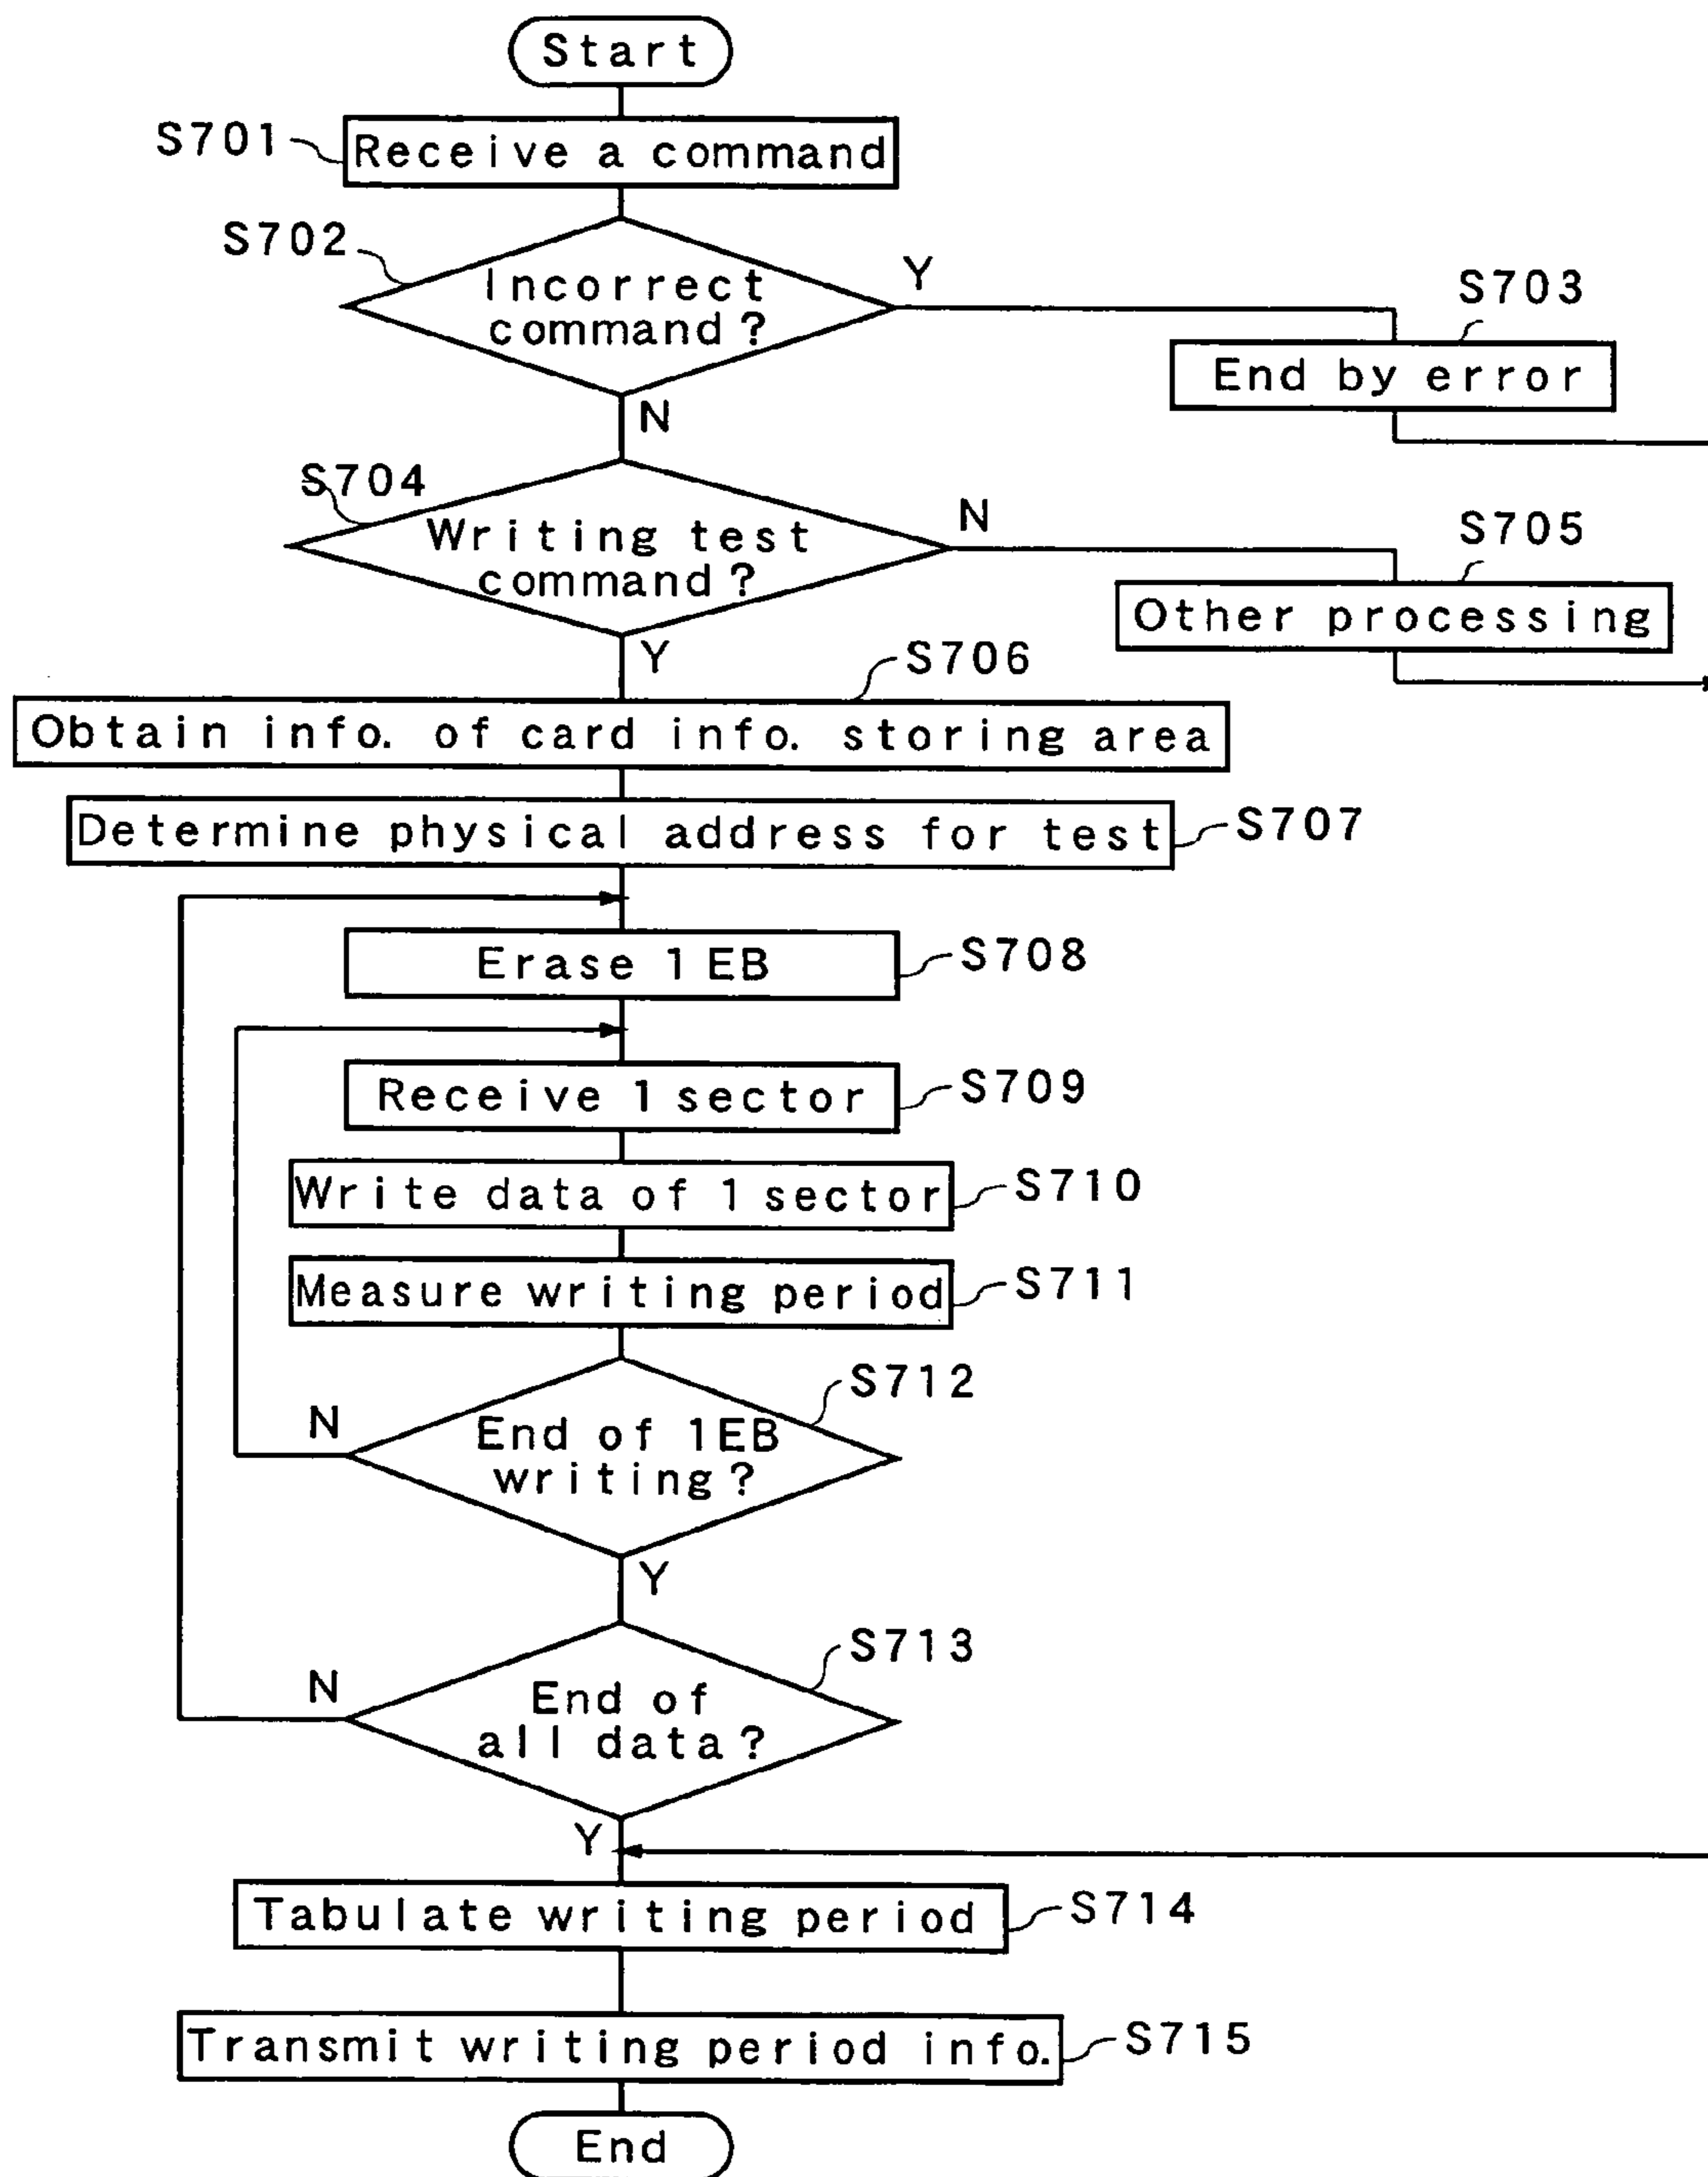 Start
S701
Receive a command
S702
Incorrect
command?
Y
S703
End by error
N
S704
Writing test
command?
N
S705
Other processing
Y
S706
Obtain info. of card info. storing area
Determine physical address for test
S707
Erase 1EB
S708
Receive 1 sector
S709
Write data of 1 sector
S710
Measure writing period
S711
S712
End of 1EB
writing?
N
Y
S713
End of
all data?
N
Y
Tabulate writing period
S714
Transmit writing period info.
S715
End